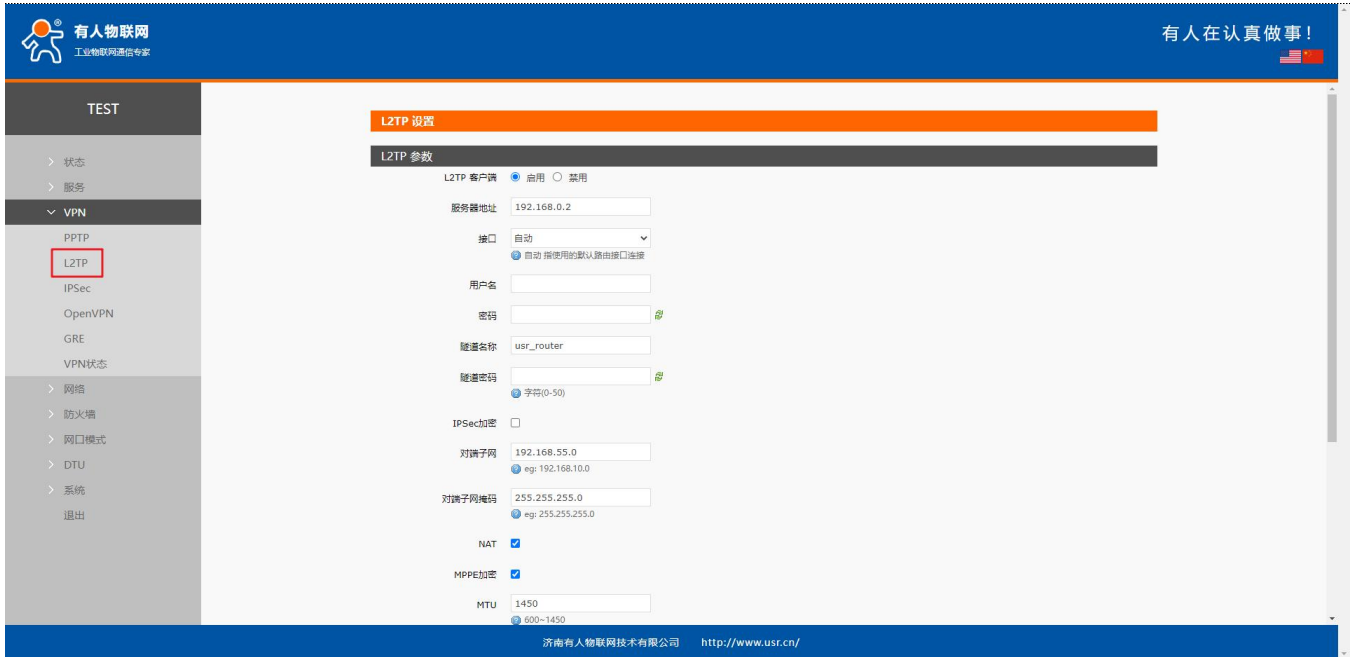 有人物联网
工业物联网通信专家
有人在认真做事!
TEST
状态
服务
VPN
PPTP
L2TP
IPSec
OpenVPN
GRE
VPN状态
网络
防火墙
网口模式
DTU
系统
退出
L2TP 设置
L2TP 参数
L2TP 客户端 启用 禁用
服务器地址 192.168.0.2
接口 自动
自动 指使用的默认路由接口连接
用户名
密码
隧道名称 usr_router
隧道密码
字符(0-50)
IPSec加密
对端子网 192.168.55.0
eg: 192.168.10.0
对端子网掩码 255.255.255.0
eg: 255.255.255.0
NAT
MPPE加密
MTU 1450
600~1450
济南有人物联网技术有限公司 http://www.usr.cn/